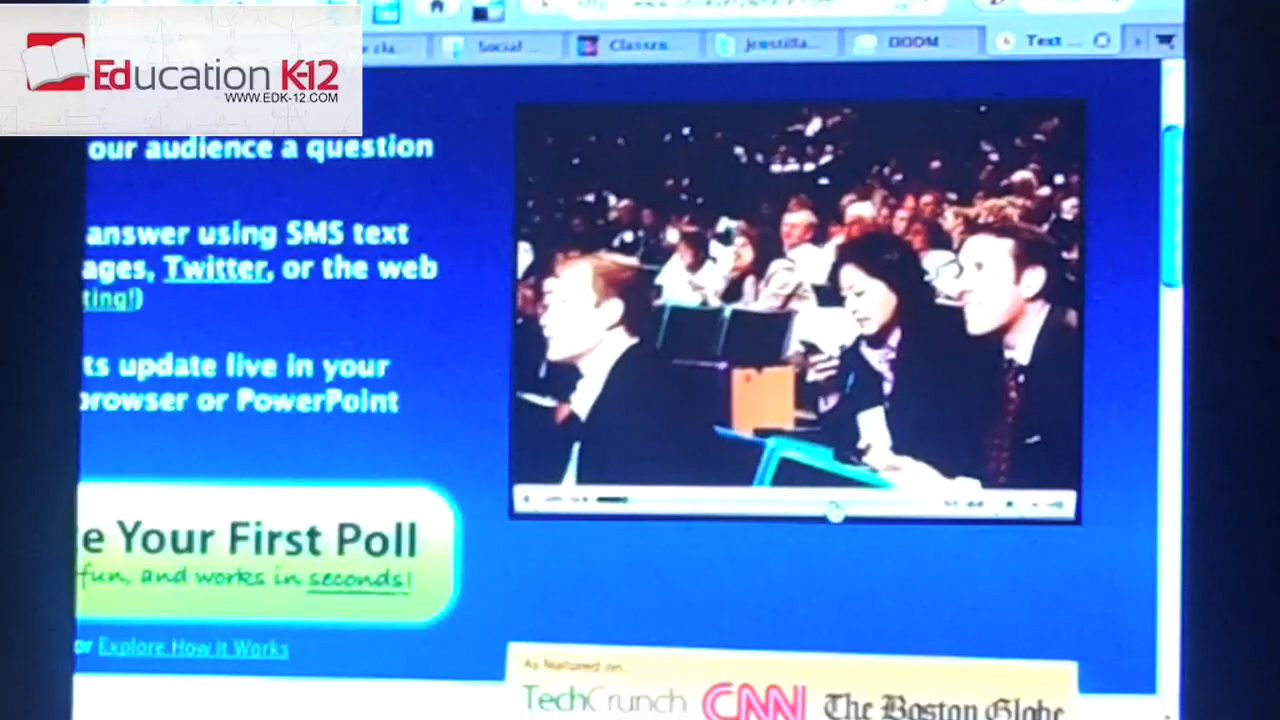 Education K-12
WWW.EDK-12.COM
Social
Classen
DOOM
Text ...
our audience a question
answer using SMS text
ages, Twitter, or the web
ting!)
ts update live in your
browser or PowerPoint
e Your First Poll
fun, and works in seconds!
or Explore How It Works
As featured on...
TechCrunch CNN The Boston Globe